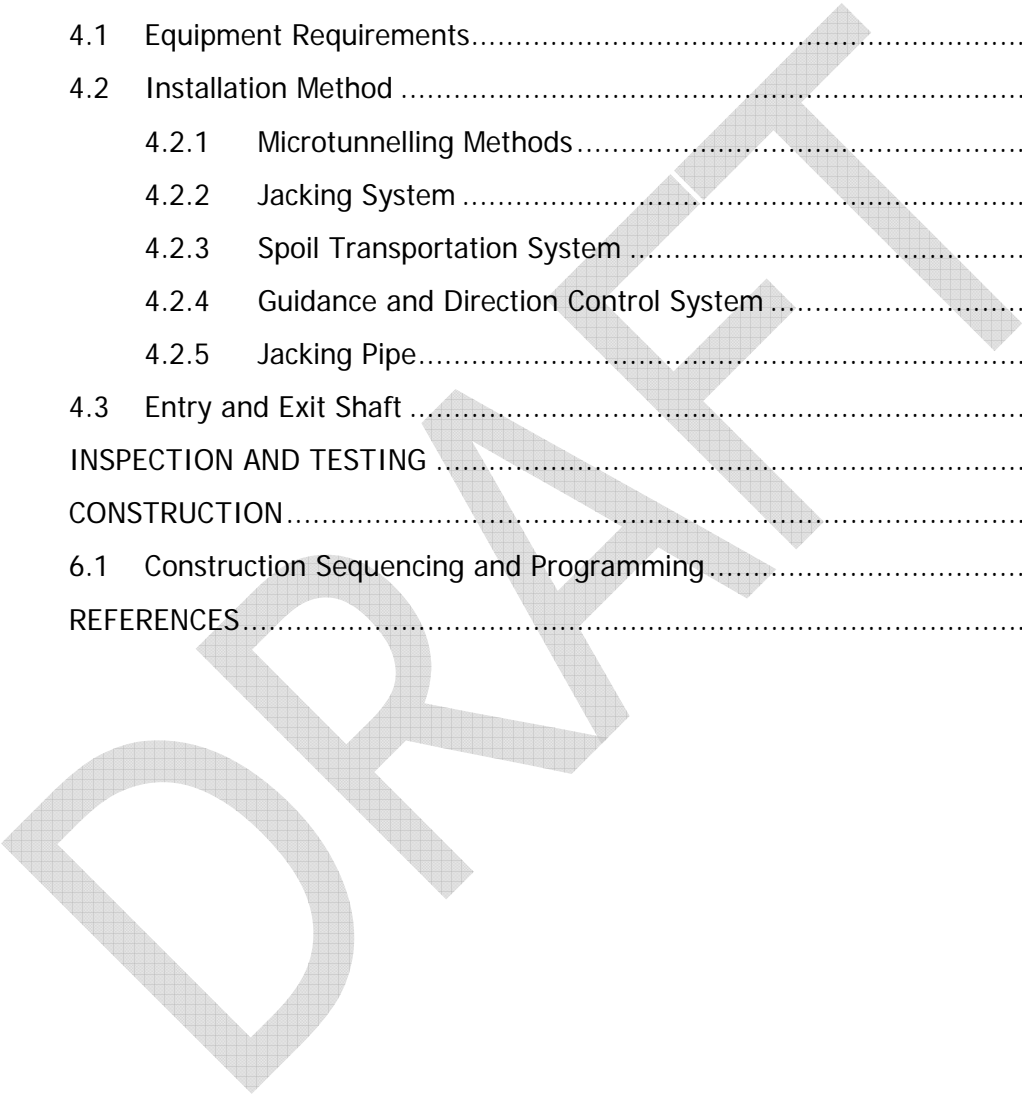 4.1 Equipment Requirements........................................................................
4.2 Installation Method ........................................................................
4.2.1 Microtunnelling Methods........................................................................
4.2.2 Jacking System ........................................................................
4.2.3 Spoil Transportation System ........................................................................
4.2.4 Guidance and Direction Control System ........................................................................
4.2.5 Jacking Pipe........................................................................
4.3 Entry and Exit Shaft ........................................................................
INSPECTION AND TESTING ........................................................................
CONSTRUCTION........................................................................
6.1 Construction Sequencing and Programming ........................................................................
REFERENCES........................................................................
DRAFT